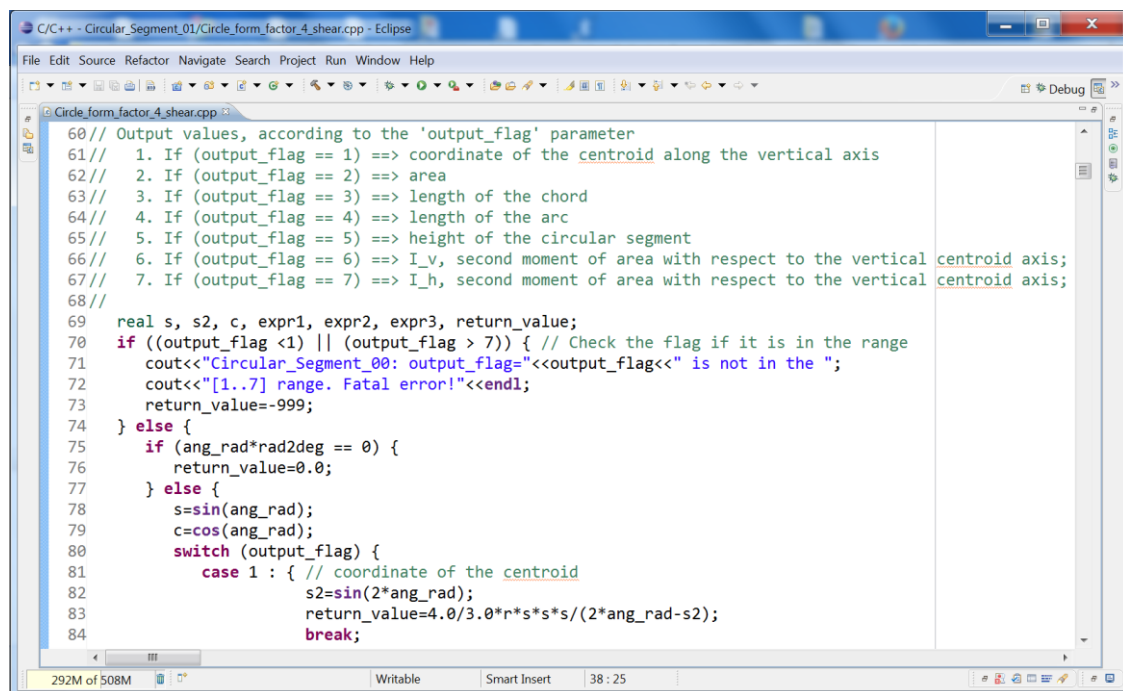 C/C++ - Circular_Segment_01/Circle_form_factor_4_shear.cpp - Eclipse
File Edit Source Refactor Navigate Search Project Run Window Help
Debug
Circle_form_factor_4_shear.cpp
60// Output values, according to the 'output_flag' parameter
61//   1. If (output_flag == 1) ==> coordinate of the centroid along the vertical axis
62//   2. If (output_flag == 2) ==> area
63//   3. If (output_flag == 3) ==> length of the chord
64//   4. If (output_flag == 4) ==> length of the arc
65//   5. If (output_flag == 5) ==> height of the circular segment
66//   6. If (output_flag == 6) ==> I_v, second moment of area with respect to the vertical centroid axis;
67//   7. If (output_flag == 7) ==> I_h, second moment of area with respect to the vertical centroid axis;
68//
69   real s, s2, c, expr1, expr2, expr3, return_value;
70   if ((output_flag <1) || (output_flag > 7)) { // Check the flag if it is in the range
71      cout<<"Circular_Segment_00: output_flag="<<output_flag<<" is not in the ";
72      cout<<"[1..7] range. Fatal error!"<<endl;
73      return_value=-999;
74   } else {
75      if (ang_rad*rad2deg == 0) {
76         return_value=0.0;
77      } else {
78         s=sin(ang_rad);
79         c=cos(ang_rad);
80         switch (output_flag) {
81            case 1 : { // coordinate of the centroid
82                       s2=sin(2*ang_rad);
83                       return_value=4.0/3.0*r*s*s*s/(2*ang_rad-s2);
84                       break;
292M of 508M Writable Smart Insert 38 : 25